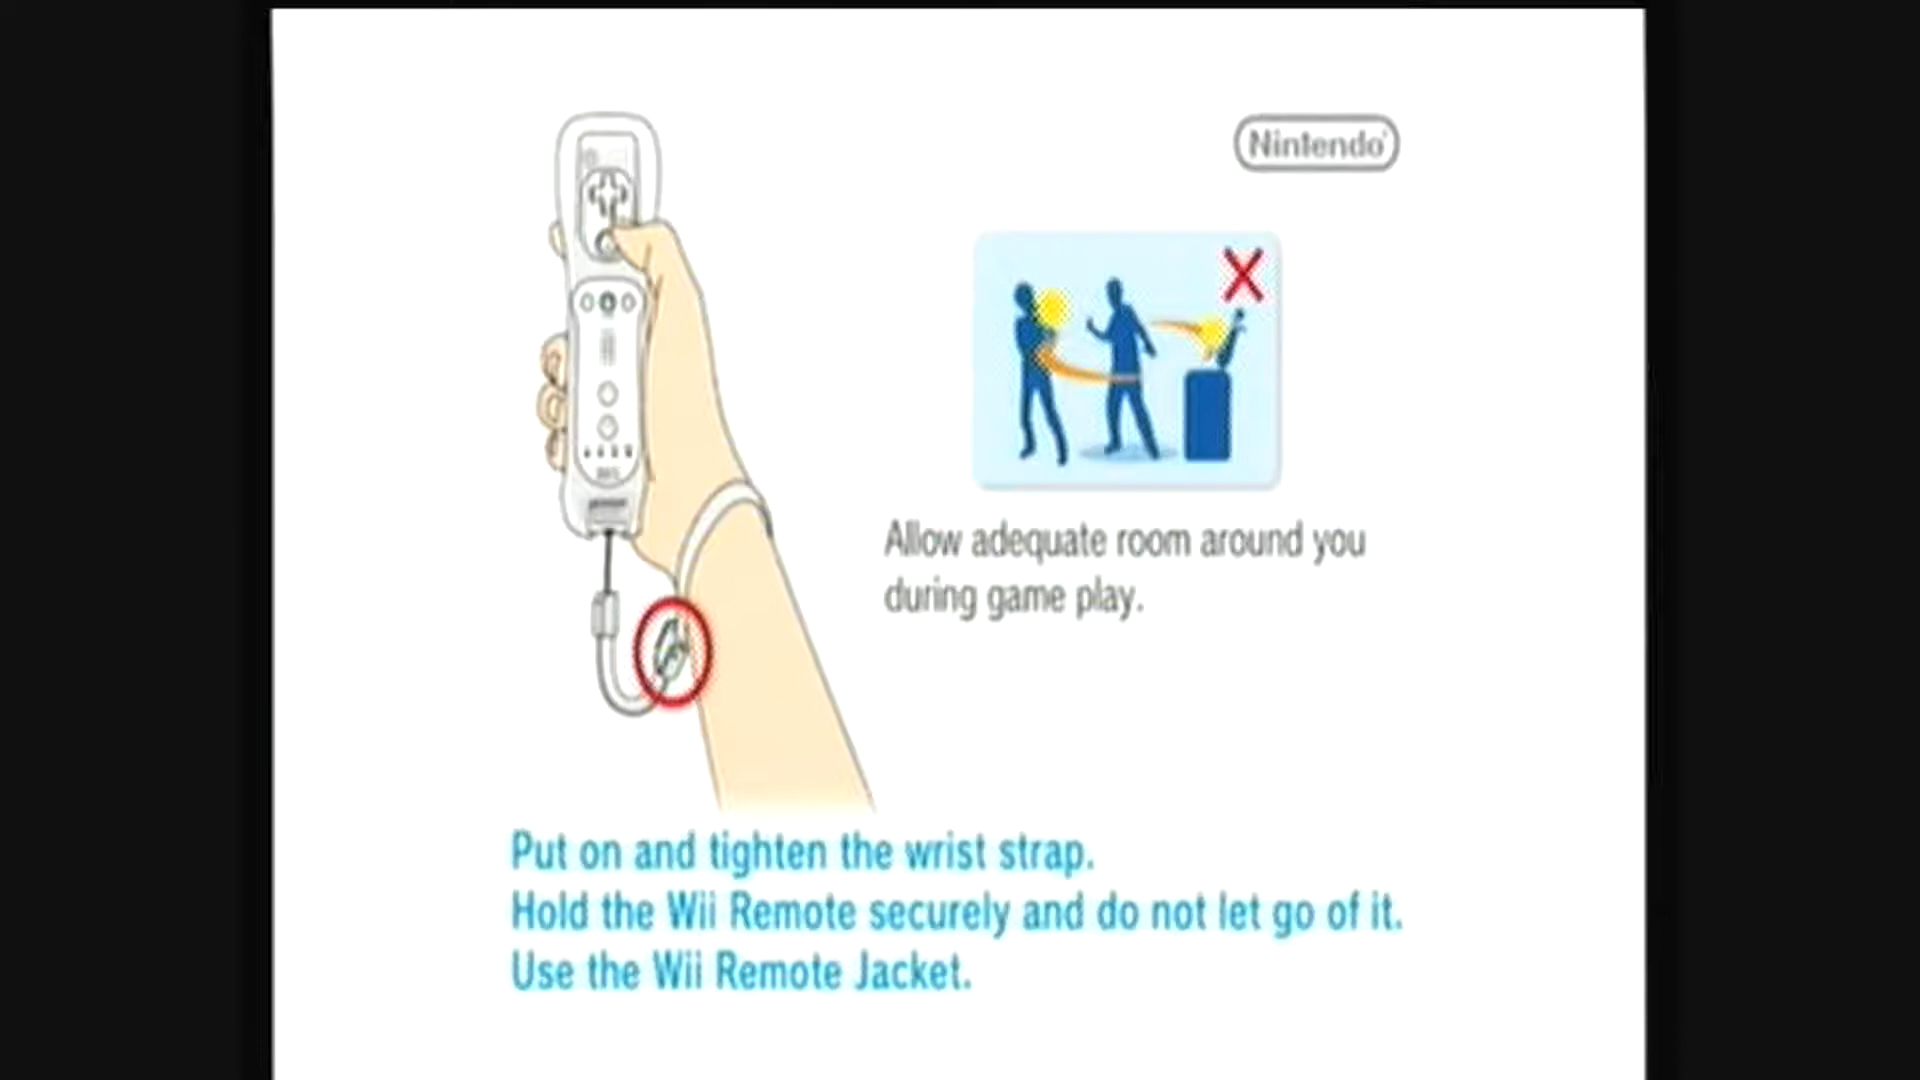 Nintendo
Allow adequate room around you
during game play.
Put on and tighten the wrist strap.
Hold the Wii Remote securely and do not let go of it.
Use the Wii Remote Jacket.